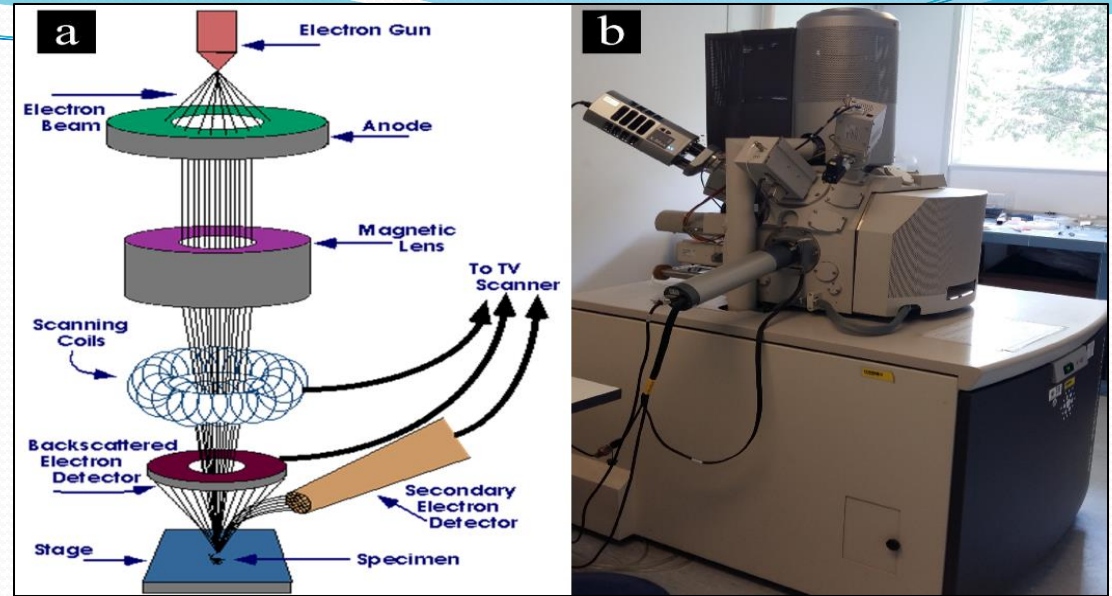 a
Electron Gun
Electron
Beam
Anode
Magnetic
Lens
To TV
Scanner
Scanning
Coils
Backscattered
Electron
Detector
Secondary
Electron
Detector
Stage
Specimen
b